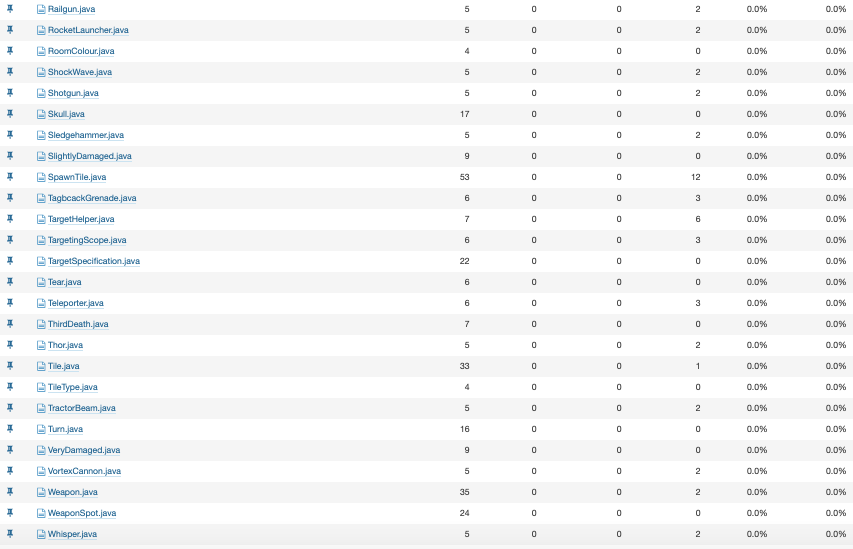 Railgun.java 5 0 0 2 0.0% 0.0%
RocketLauncher.java 5 0 0 2 0.0% 0.0%
RoomColour.java 4 0 0 0 0.0% 0.0%
ShockWave.java 5 0 0 2 0.0% 0.0%
Shotgun.java 5 0 0 2 0.0% 0.0%
Skull.java 17 0 0 0 0.0% 0.0%
Sledgehammer.java 5 0 0 2 0.0% 0.0%
SlightlyDamaged.java 9 0 0 0 0.0% 0.0%
SpawnTile.java 53 0 0 12 0.0% 0.0%
TagbcackGrenade.java 6 0 0 3 0.0% 0.0%
TargetHelper.java 7 0 0 6 0.0% 0.0%
TargetingScope.java 6 0 0 3 0.0% 0.0%
TargetSpecification.java 22 0 0 0 0.0% 0.0%
Tear.java 6 0 0 0 0.0% 0.0%
Teleporter.java 6 0 0 3 0.0% 0.0%
ThirdDeath.java 7 0 0 0 0.0% 0.0%
Thor.java 5 0 0 2 0.0% 0.0%
Tile.java 33 0 0 1 0.0% 0.0%
TileType.java 4 0 0 0 0.0% 0.0%
TractorBeam.java 5 0 0 2 0.0% 0.0%
Turn.java 16 0 0 0 0.0% 0.0%
VeryDamaged.java 9 0 0 0 0.0% 0.0%
VortexCannon.java 5 0 0 2 0.0% 0.0%
Weapon.java 35 0 0 2 0.0% 0.0%
WeaponSpot.java 24 0 0 0 0.0% 0.0%
Whisper.java 5 0 0 2 0.0% 0.0%